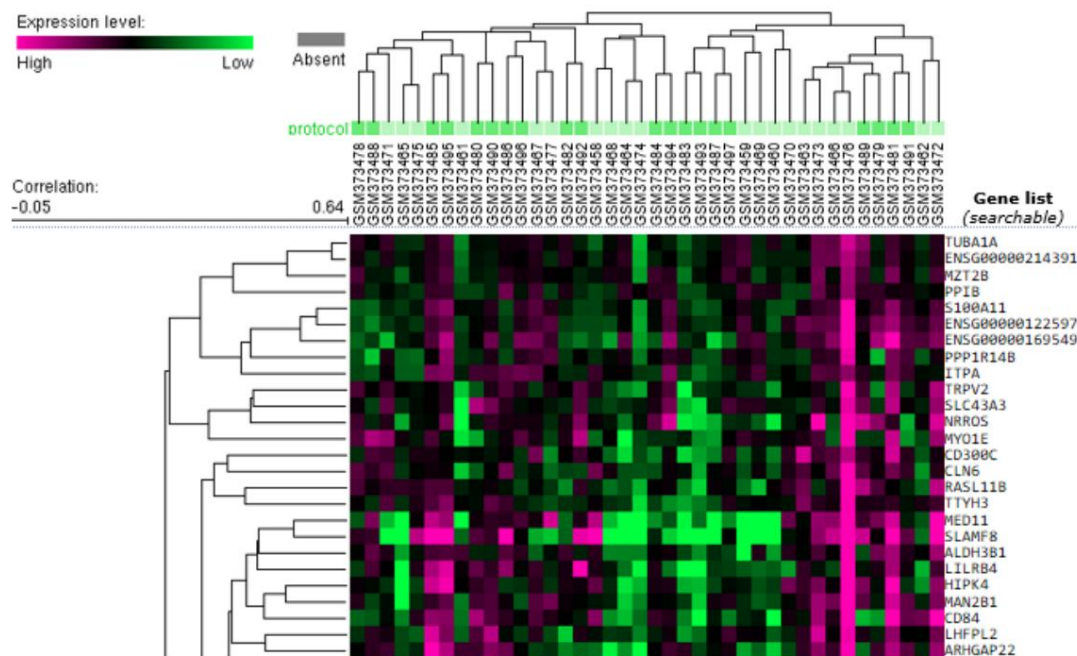 Expression level:
High Low
Absent
protocol
GSM373478
GSM373488
GSM373471
GSM373465
GSM373475
GSM373485
GSM373495
GSM373461
GSM373480
GSM373490
GSM373486
GSM373496
GSM373467
GSM373477
GSM373482
GSM373492
GSM373458
GSM373468
GSM373464
GSM373474
GSM373484
GSM373494
GSM373483
GSM373493
GSM373487
GSM373497
GSM373459
GSM373469
GSM373460
GSM373470
GSM373463
GSM373473
GSM373466
GSM373476
GSM373489
GSM373479
GSM373481
GSM373491
GSM373462
GSM373472
Correlation:
-0.05 0.64
Gene list
(searchable)
TUBA1A
ENSG00000214391
MZT2B
PPIB
S100A11
ENSG00000122597
ENSG00000169549
PPP1R14B
ITPA
TRPV2
SLC43A3
NRROS
MYO1E
CD300C
CLN6
RASL11B
TTYH3
MED11
SLAMF8
ALDH3B1
LILRB4
HIPK4
MAN2B1
CD84
LHFPL2
ARHGAP22